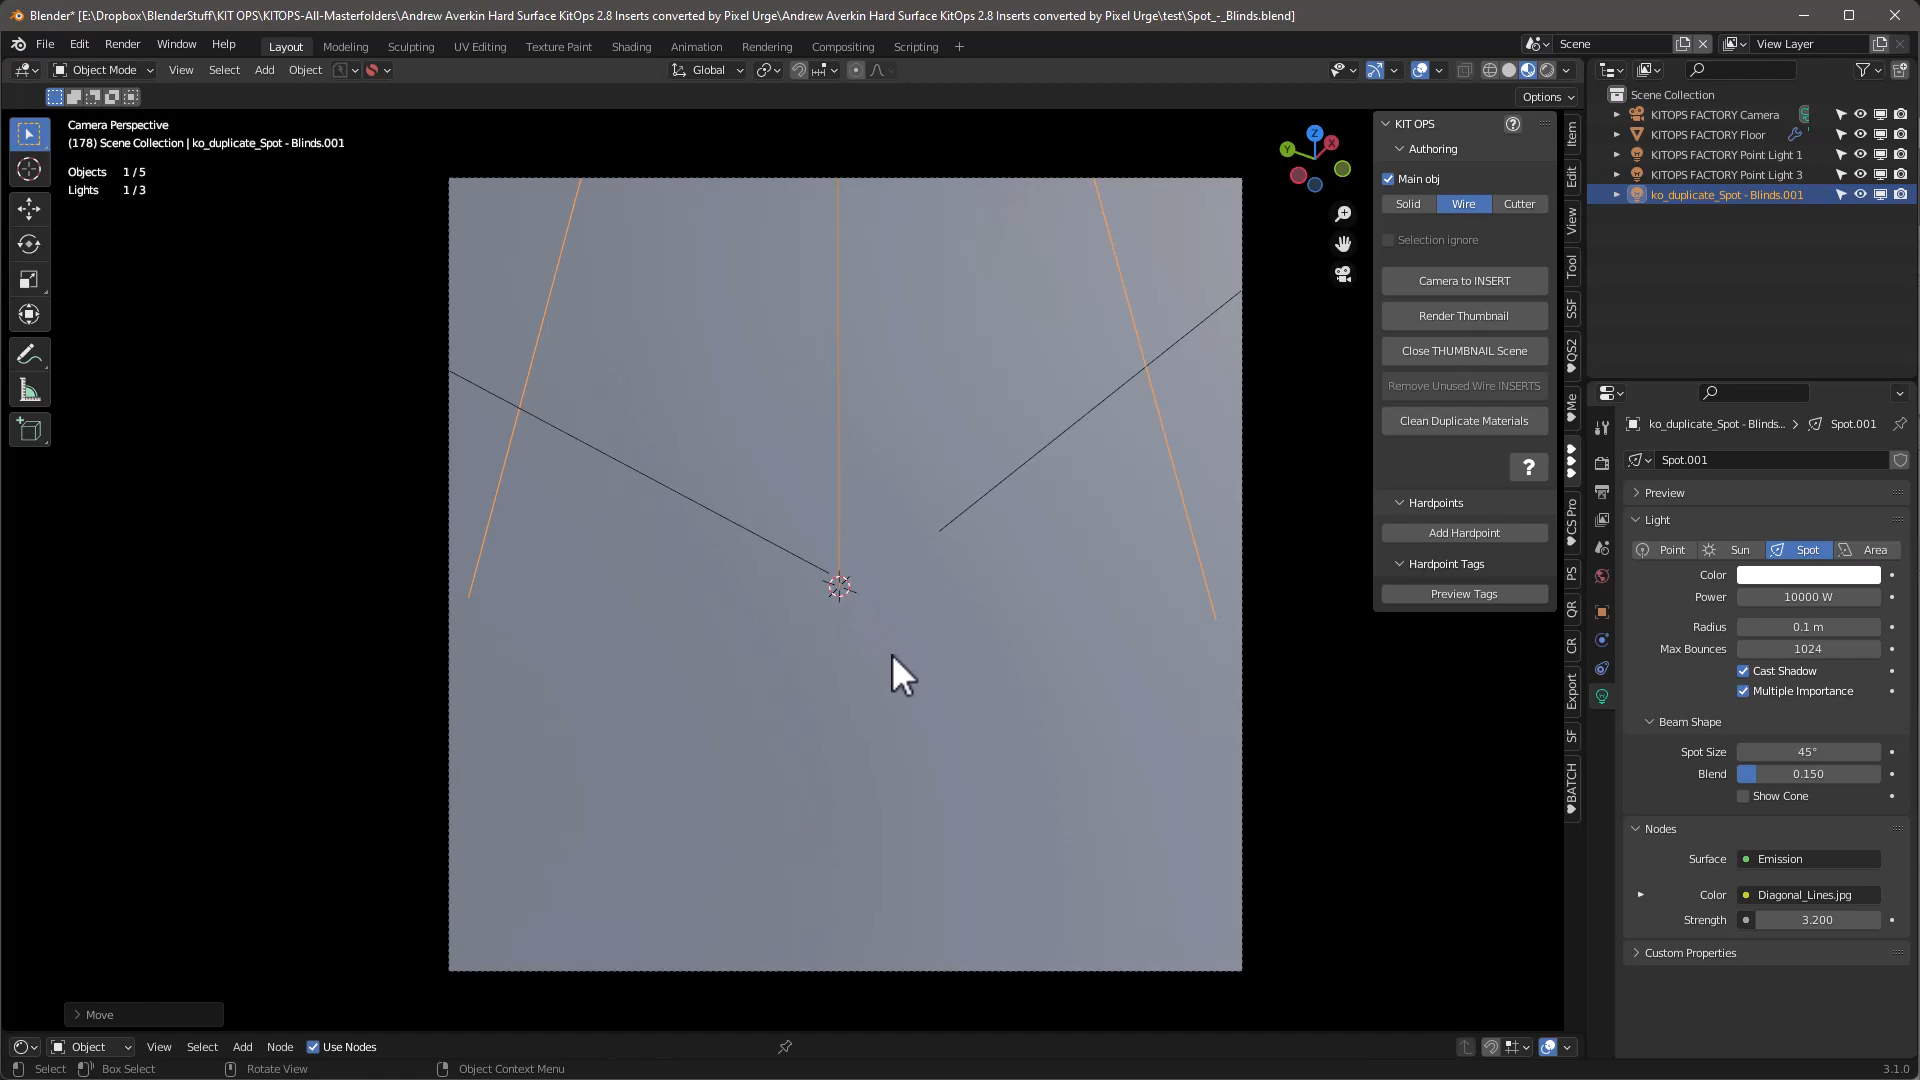 Blender* [E:\Dropbox\BlenderStuff\KIT OPS\KITOPS-All-Masterfolders\Andrew Averkin Hard Surface KitOps 2.8 Inserts converted by Pixel Urge\Andrew Averkin Hard Surface KitOps 2.8 Inserts converted by Pixel Urge\test\Spot_-_Blinds.blend]
File Edit Render Window Help Layout Modeling Sculpting UV Editing Texture Paint Shading Animation Rendering Compositing Scripting + Scene View Layer
Object Mode View Select Add Object Global
Options
Camera Perspective
(178) Scene Collection | ko_duplicate_Spot - Blinds.001
Objects 1/5
Lights 1/3
Z
Y
X
KIT OPS ?
Authoring
Main obj
Solid Wire Cutter
Selection ignore
Camera to INSERT
Render Thumbnail
Close THUMBNAIL Scene
Remove Unused Wire INSERTS
Clean Duplicate Materials
?
Hardpoints
Add Hardpoint
Hardpoint Tags
Preview Tags
Item
Edit
View
Tool
SSF
♥QS2
♥Me
♥♥♥
♥CS Pro
PS
QR
CR
Export
SF
♥BATCH
Scene Collection
KITOPS FACTORY Camera
KITOPS FACTORY Floor
KITOPS FACTORY Point Light 1
KITOPS FACTORY Point Light 3
ko_duplicate_Spot - Blinds.001
ko_duplicate_Spot - Blinds... > Spot.001
Spot.001
Preview
Light
Point Sun Spot Area
Color
Power 10000 W
Radius 0.1 m
Max Bounces 1024
Cast Shadow
Multiple Importance
Beam Shape
Spot Size 45°
Blend 0.150
Show Cone
Nodes
Surface Emission
Color Diagonal_Lines.jpg
Strength 3.200
Custom Properties
Move
Object View Select Add Node Use Nodes
Select Box Select Rotate View Object Context Menu 3.1.0